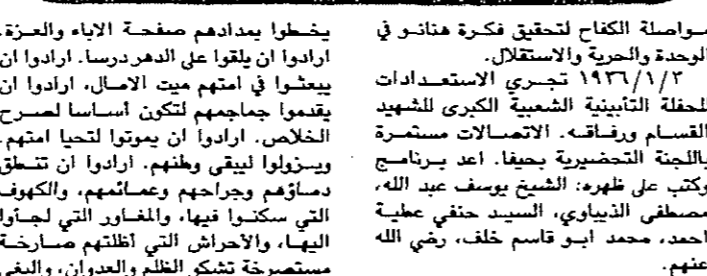 مواصلة الكفاح لتحقيق فكرة هنانو في
الوحدة والحرية والاستقلال.
٣/١/١٩٣٦ تجري الاستعدادات
للحفلة التأبينية الشعبية الكبرى للشهيد
القسام ورفاقه. الاتصالات مستمرة
باللجنة التحضيرية بحيفا. اعد برنامج
وكتب على ظهره: الشيخ يوسف عبد الله،
مصطفى الذيباوي، السيد حنفي عطية
احمد، محمد ابو قاسم خلف، رضي الله
عنهم.
يخطوا بمدادهم صفحة الاباء والعزة.
ارادوا ان يلقوا على الدهر درسا. ارادوا ان
يبعثوا في امتهم ميت الامال، ارادوا ان
يقدموا جماجمهم لتكون أساسا لصرح
الخلاص. ارادوا ان يموتوا لتحيا امتهم.
ويزولوا ليبقى وطنهم. ارادوا ان تنطق
دماؤهم وجراحهم وعمائمهم، والكهوف
التي سكنوا فيها، والمغاور التي لجأوا
اليها، والأحراش التي أظلتهم صارخة
مستصرخة تشكو الظلم والعدوان، والبغي